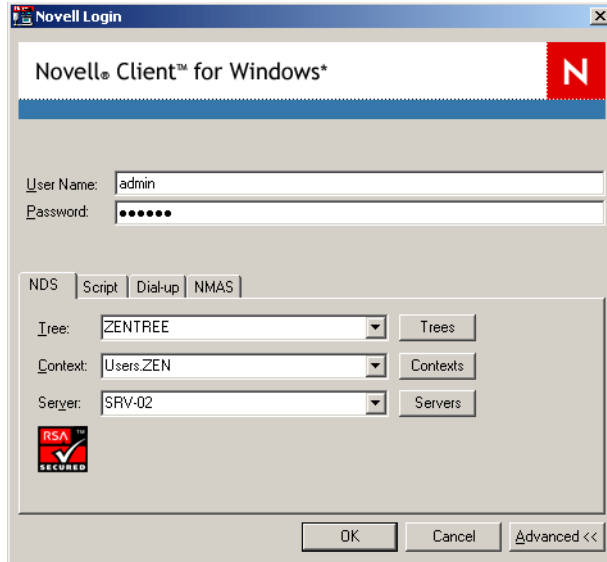 Novell Login
Novell® Client™ for Windows*
N
User Name: admin
Password: ●●●●●●
NDS Script Dial-up NMAS
Tree: ZENTREE Trees
Context: Users.ZEN Contexts
Server: SRV-02 Servers
RSA™
SECURED
OK Cancel Advanced <<